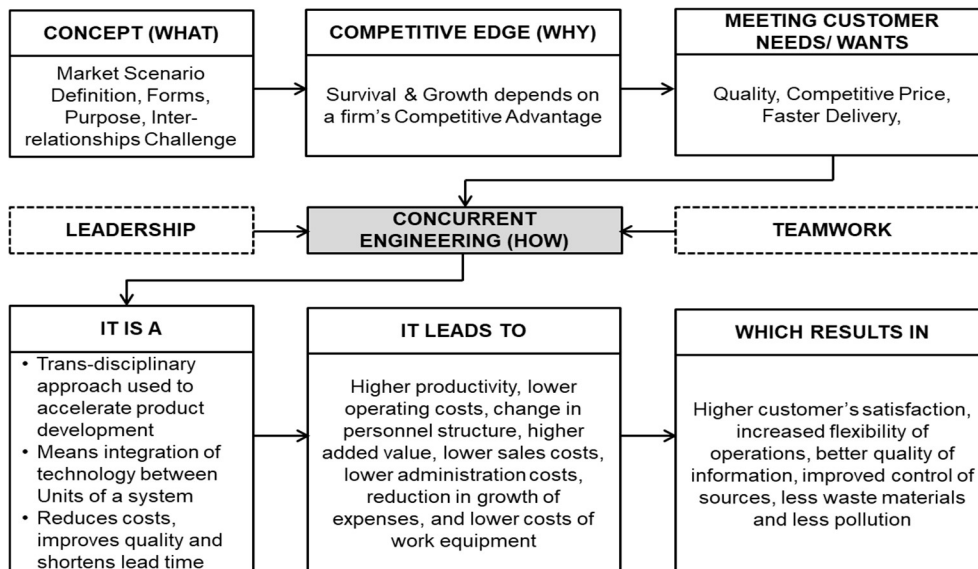 CONCEPT (WHAT)
Market Scenario
Definition, Forms,
Purpose, Inter-
relationships Challenge
COMPETITIVE EDGE (WHY)
Survival & Growth depends on
a firm's Competitive Advantage
MEETING CUSTOMER
NEEDS/ WANTS
Quality, Competitive Price,
Faster Delivery,
LEADERSHIP
CONCURRENT
ENGINEERING (HOW)
TEAMWORK
IT IS A
• Trans-disciplinary
approach used to
accelerate product
development
• Means integration of
technology between
Units of a system
• Reduces costs,
improves quality and
shortens lead time
IT LEADS TO
Higher productivity, lower
operating costs, change in
personnel structure, higher
added value, lower sales costs,
lower administration costs,
reduction in growth of
expenses, and lower costs of
work equipment
WHICH RESULTS IN
Higher customer's satisfaction,
increased flexibility of
operations, better quality of
information, improved control of
sources, less waste materials
and less pollution